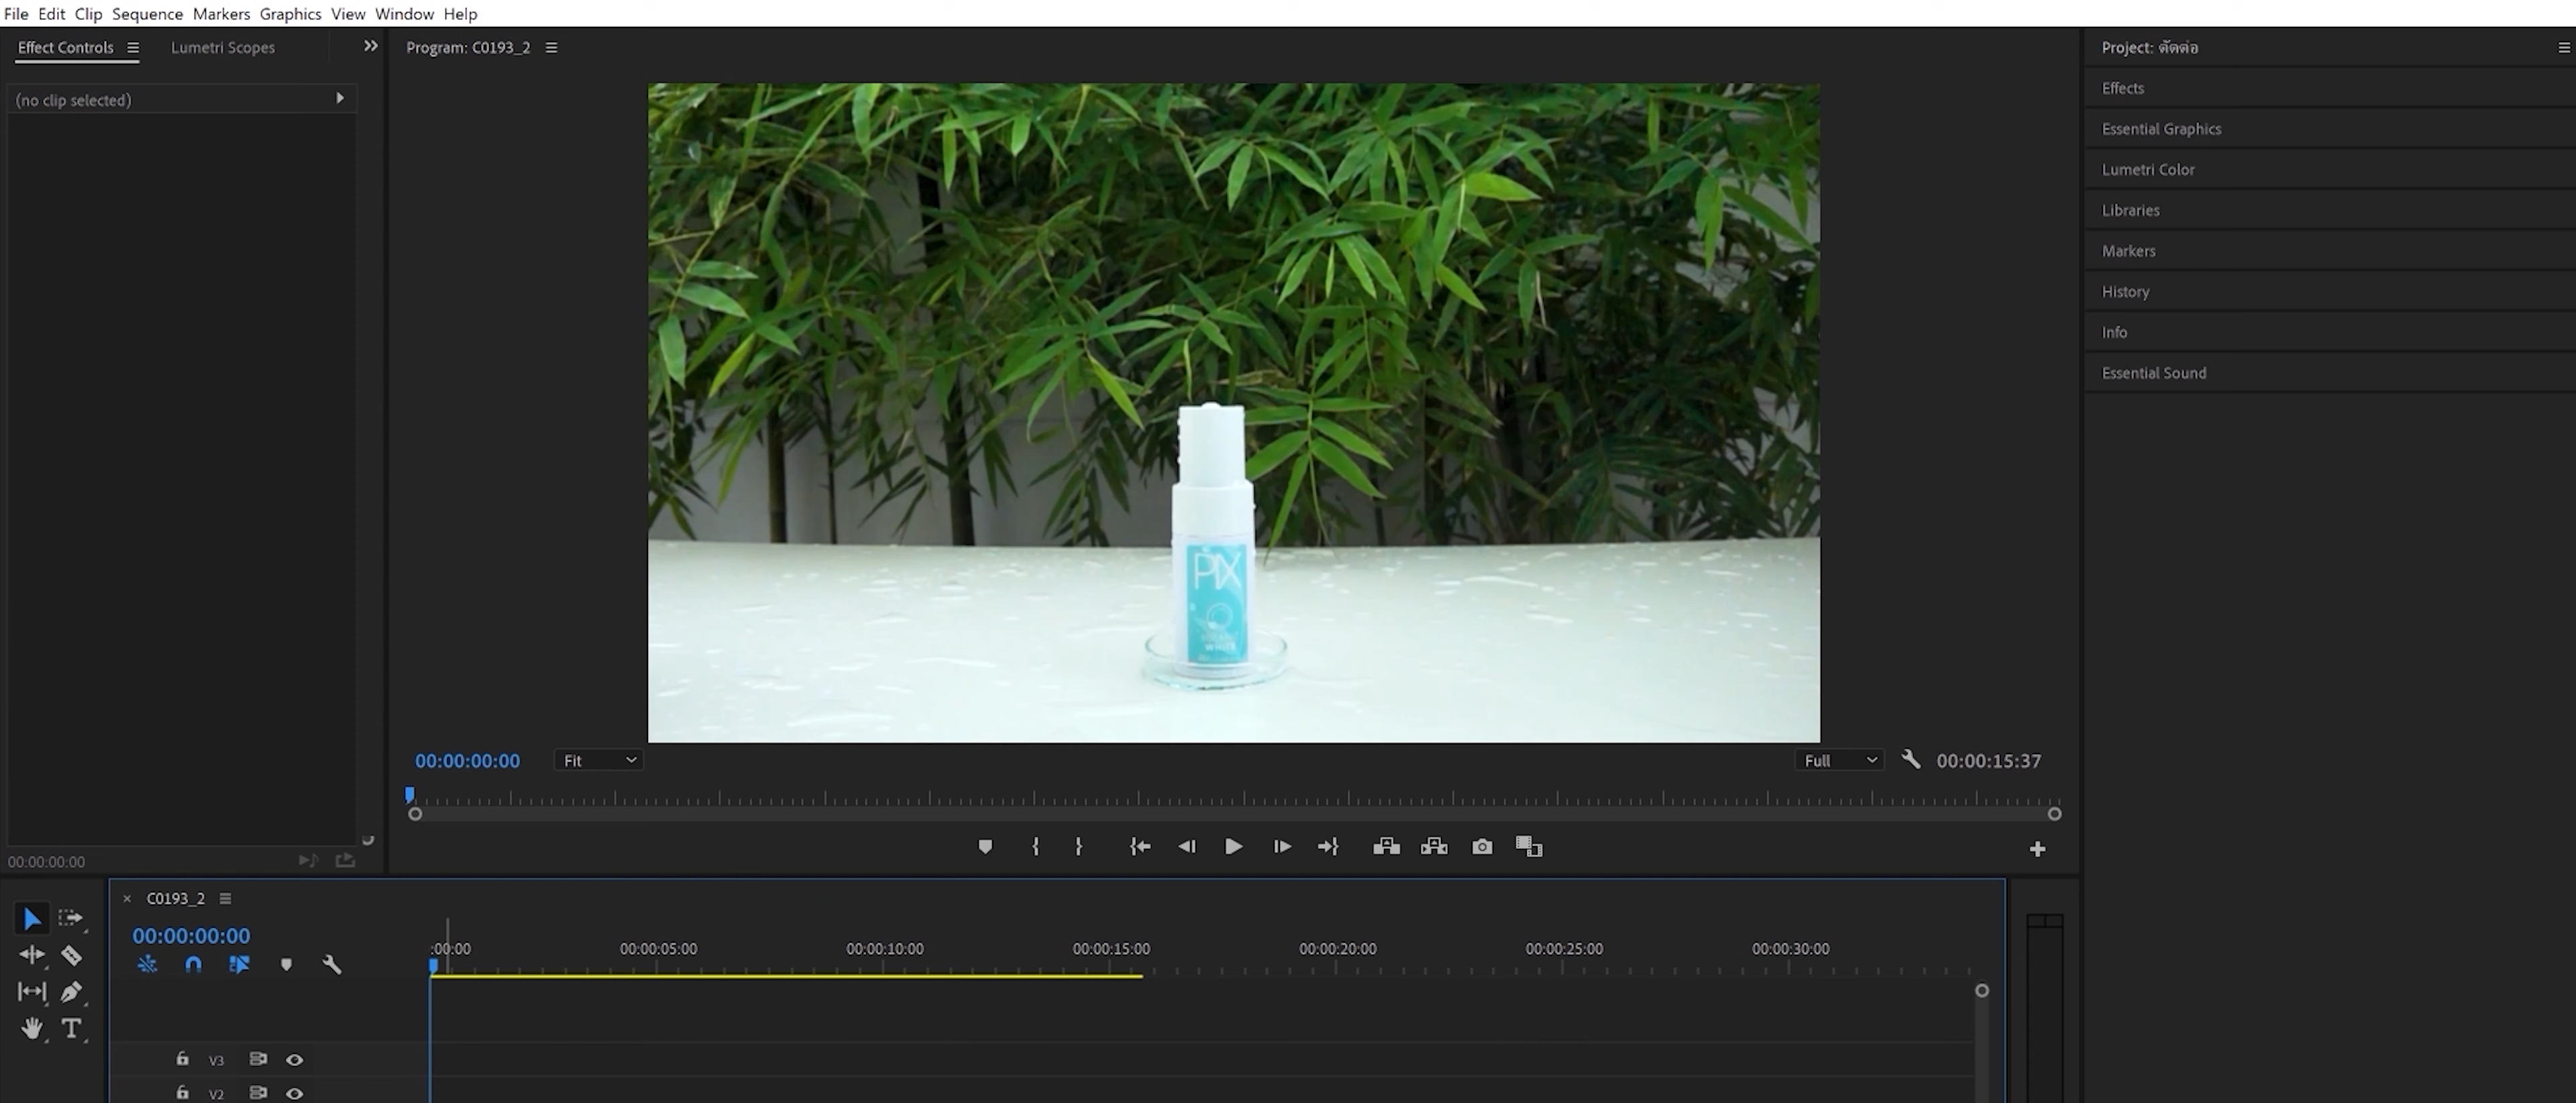 File Edit Clip Sequence Markers Graphics View Window Help
Effect Controls
Lumetri Scopes
Program: C0193_2
Project: ตัดต่อ
(no clip selected)
Effects
Essential Graphics
Lumetri Color
Libraries
Markers
History
Info
Essential Sound
PIX
WHITE
00:00:00:00
Fit
Full
00:00:15:37
00:00:00:00
C0193_2
00:00:00:00
:00:00
00:00:05:00
00:00:10:00
00:00:15:00
00:00:20:00
00:00:25:00
00:00:30:00
V3
V2